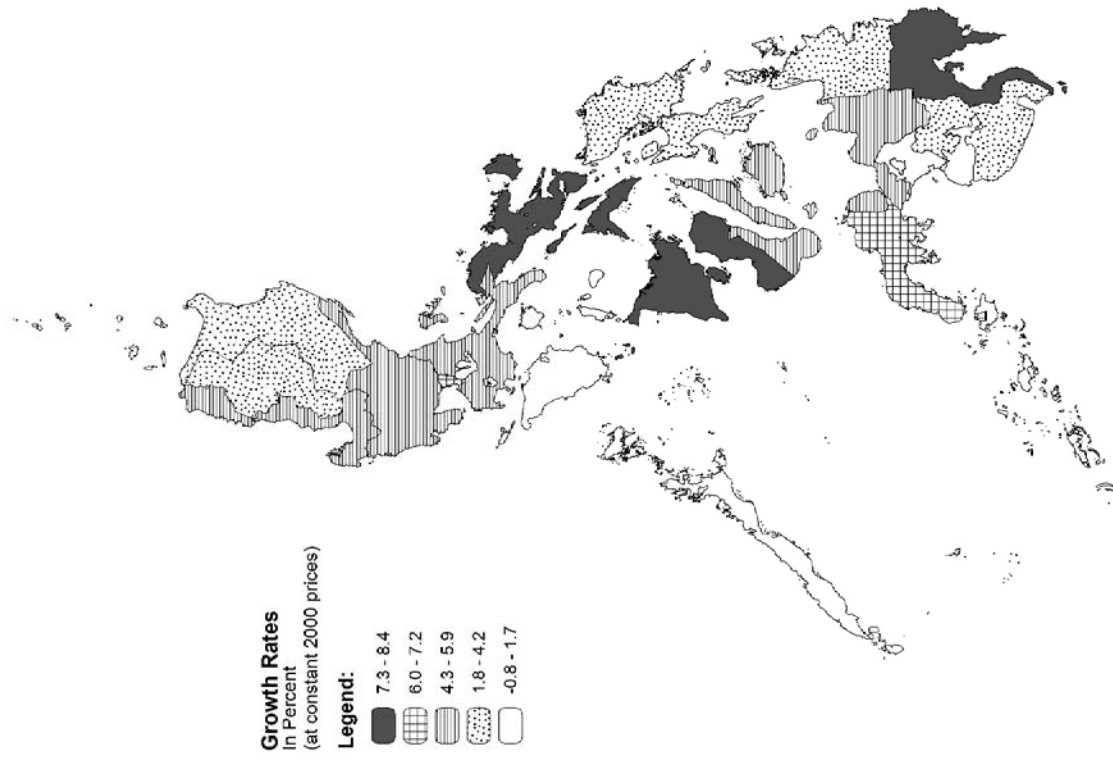 Growth Rates
In Percent
(at constant 2000 prices)
Legend:
7.3 - 8.4
6.0 - 7.2
4.3 - 5.9
1.8 - 4.2
-0.8 - 1.7